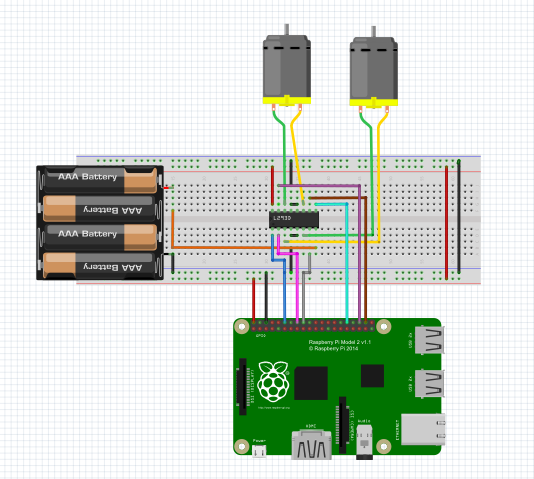 AAA Battery
AAA Battery
AAA Battery
AAA Battery
L293D
Raspberry Pi Model 2 v1.1
© Raspberry Pi 2014
GPIO
USB 2x
USB 2x
ETHERNET
Power
HDMI
Audio